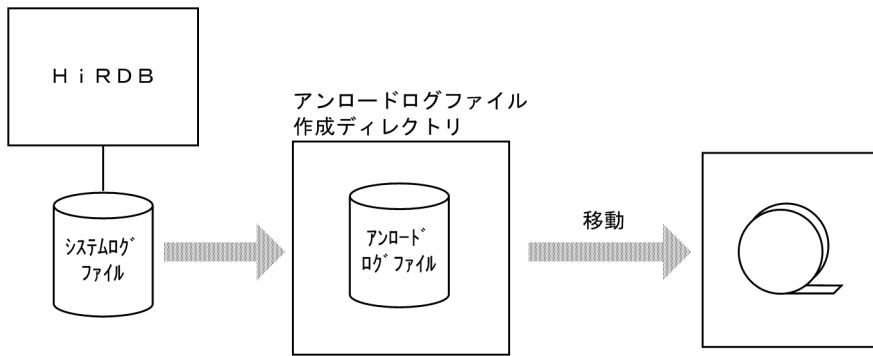 ＨｉＲＤＢ
アンロードログファイル
作成ディレクトリ
ｼｽﾃﾑﾛｸﾞ
ﾌｧｲﾙ
ｱﾝﾛｰﾄﾞ
ﾛｸﾞﾌｧｲﾙ
移動